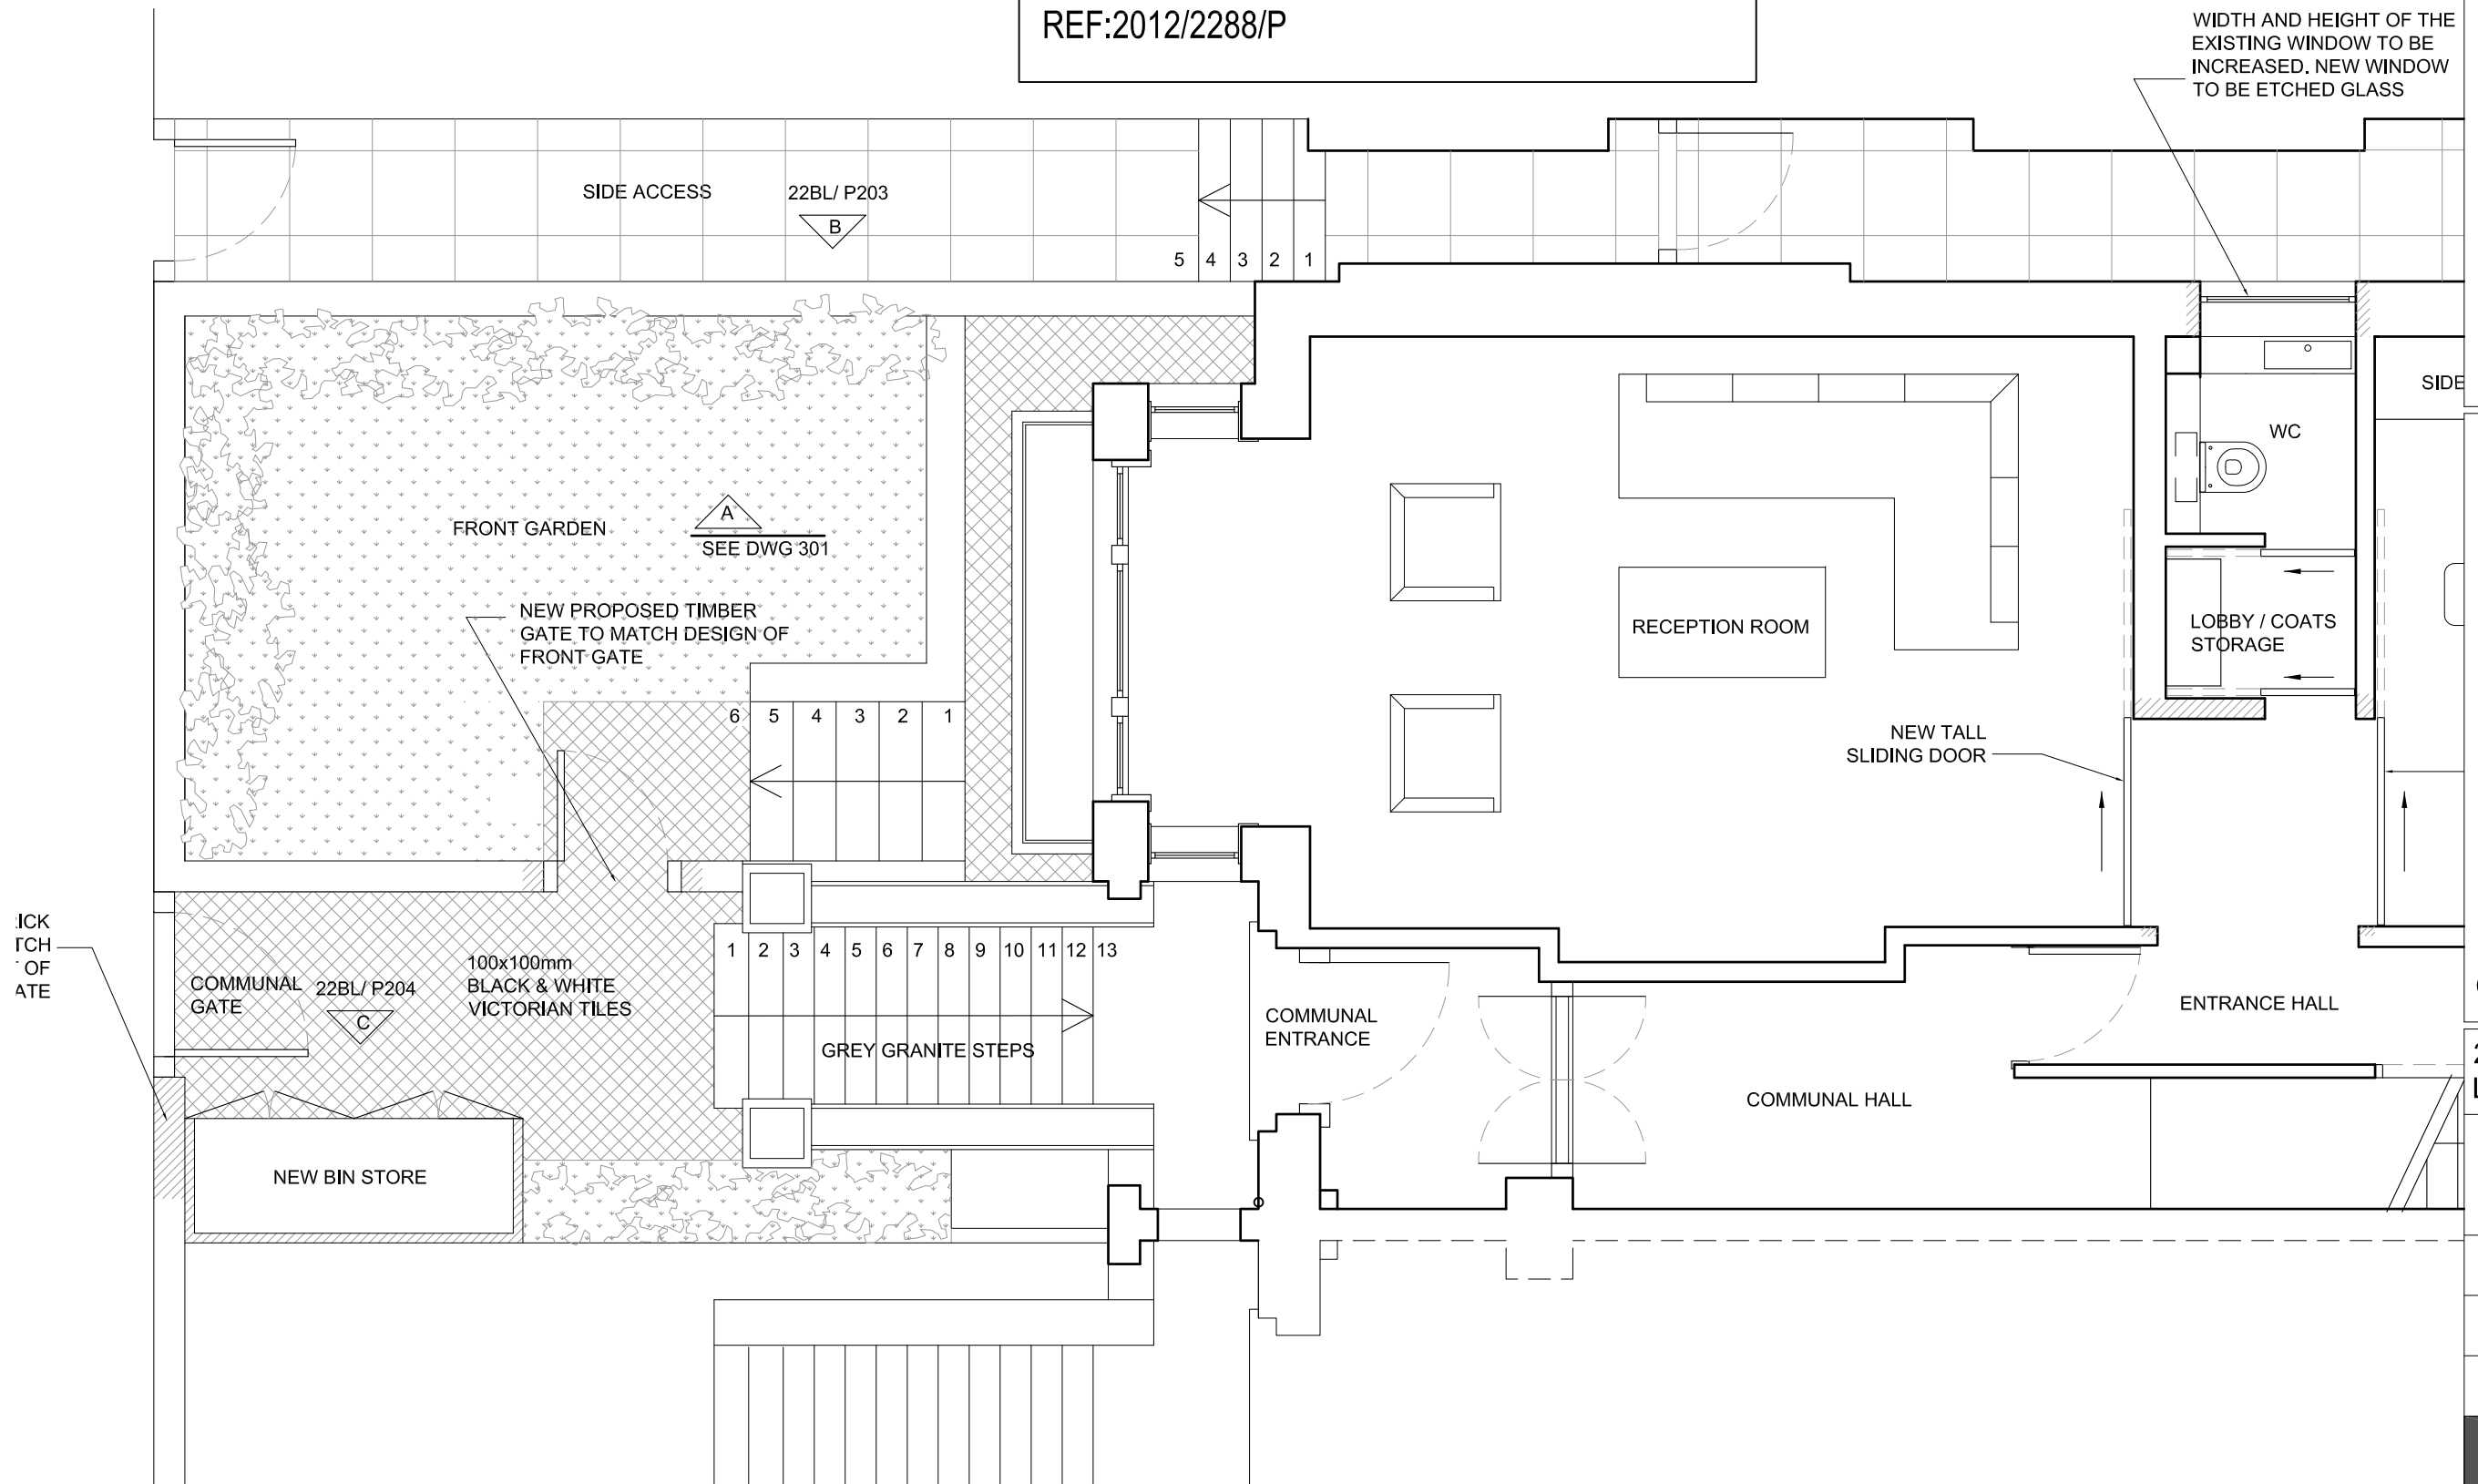 REF:2012/2288/P
WIDTH AND HEIGHT OF THE
EXISTING WINDOW TO BE
INCREASED. NEW WINDOW
TO BE ETCHED GLASS
SIDE ACCESS
22BL/ P203
B
5 4 3 2 1
SIDE
WC
FRONT GARDEN
A
SEE DWG 301
NEW PROPOSED TIMBER
GATE TO MATCH DESIGN OF
FRONT GATE
RECEPTION ROOM
LOBBY / COATS
STORAGE
6 5 4 3 2 1
NEW TALL
SLIDING DOOR
ICK
TCH
OF
ATE
COMMUNAL
GATE
22BL/ P204
C
100x100mm
BLACK & WHITE
VICTORIAN TILES
1 2 3 4 5 6 7 8 9 10 11 12 13
GREY GRANITE STEPS
COMMUNAL
ENTRANCE
ENTRANCE HALL
COMMUNAL HALL
NEW BIN STORE